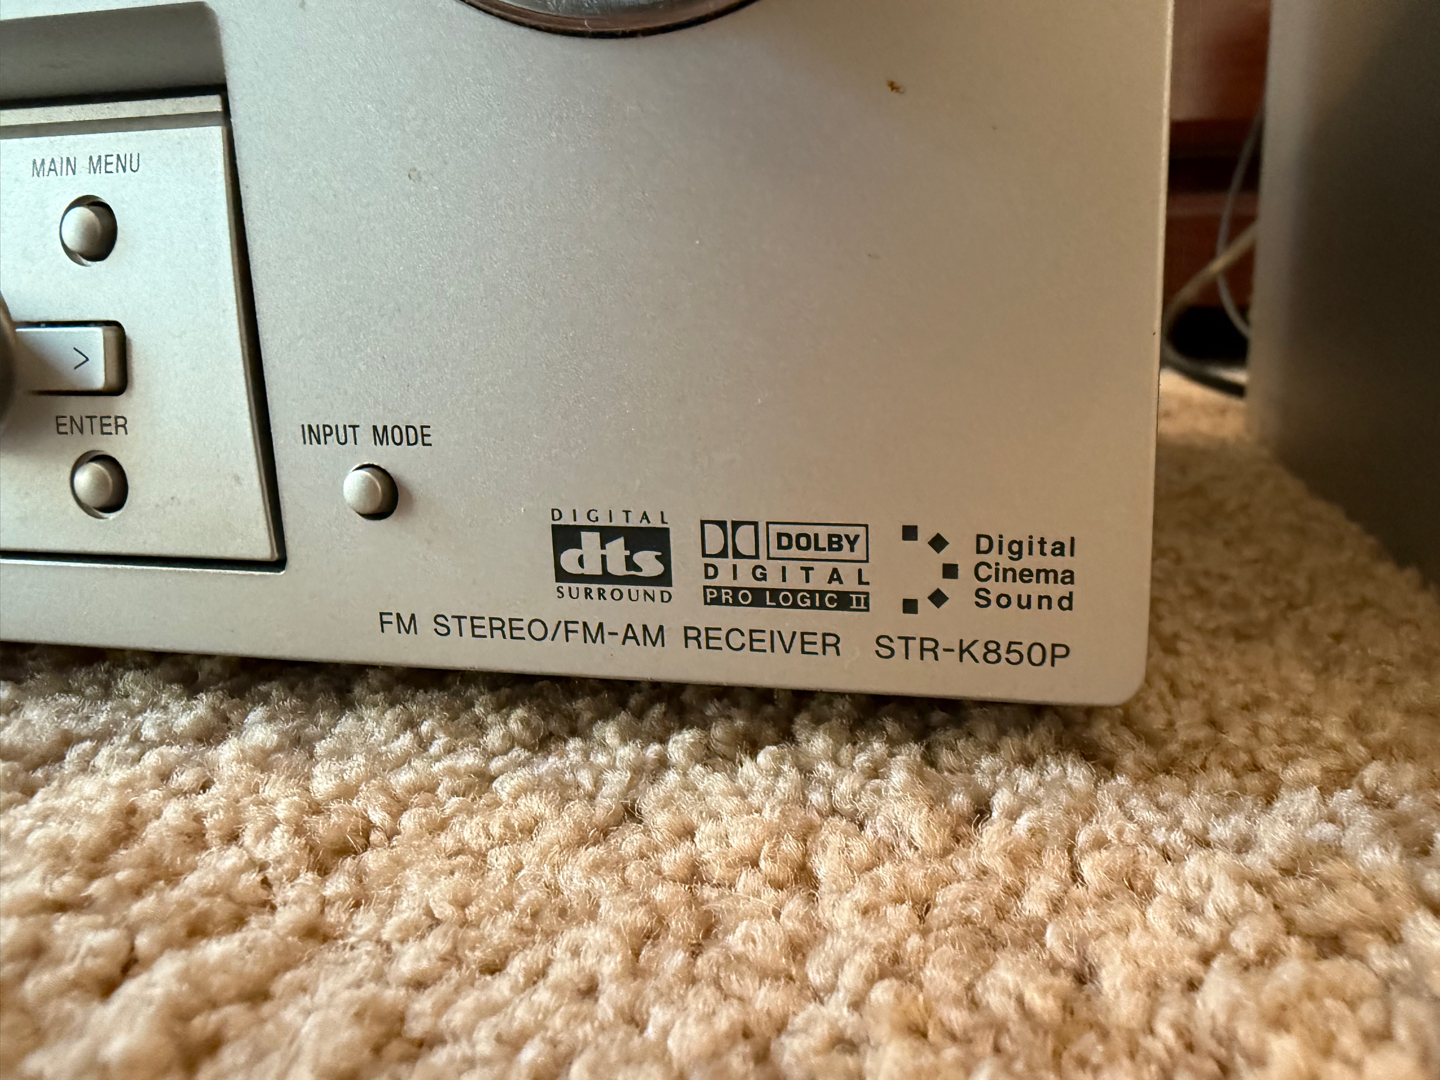 MAIN MENU
>
ENTER
INPUT MODE
DIGITAL
dts
SURROUND
DOLBY
DIGITAL
PRO LOGIC II
Digital
Cinema
Sound
FM STEREO/FM-AM RECEIVER STR-K850P